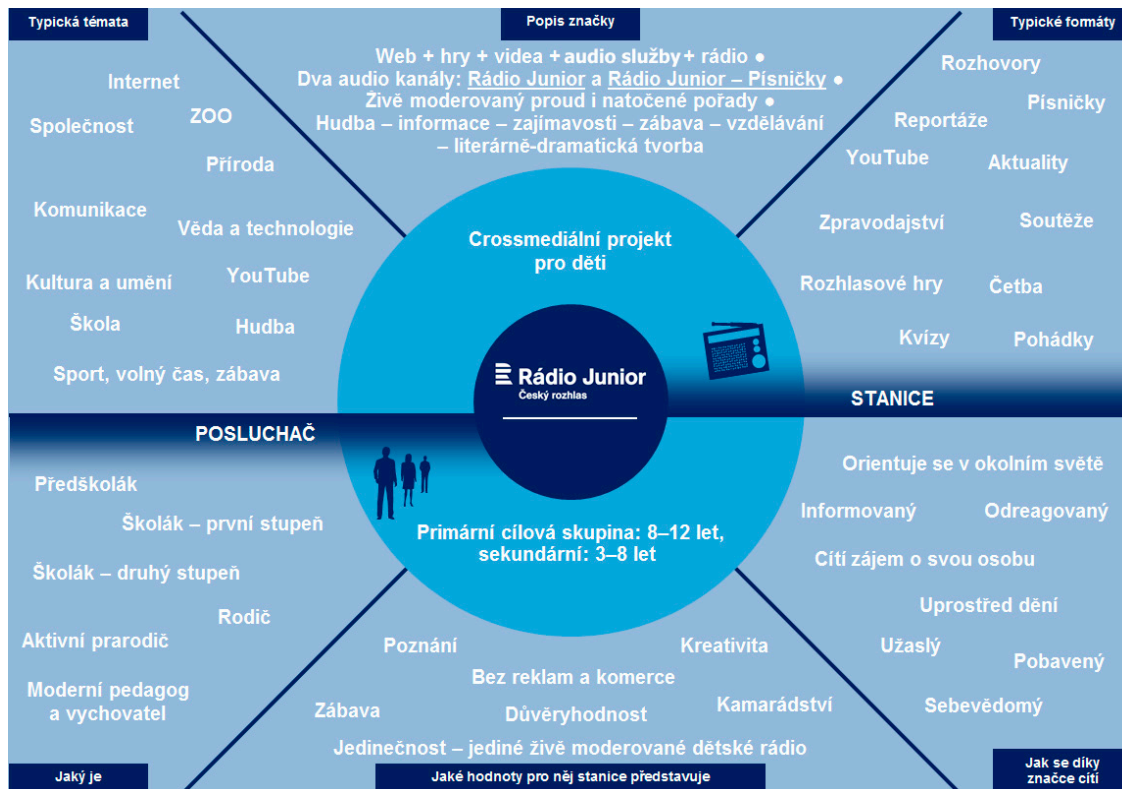 Typická témata
Internet
ZOO
Společnost
Příroda
Komunikace
Věda a technologie
YouTube
Kultura a umění
Škola
Hudba
Sport, volný čas, zábava
Popis značky
Web + hry + videa + audio služby + rádio ●
Dva audio kanály: Rádio Junior a Rádio Junior – Písničky ●
Živě moderovaný proud i natočené pořady ●
Hudba – informace – zajímavosti – zábava – vzdělávání
– literárně-dramatická tvorba
Typické formáty
Rozhovory
Písničky
Reportáže
YouTube
Aktuality
Zpravodajství
Soutěže
Rozhlasové hry
Četba
Kvízy
Pohádky
Crossmediální projekt
pro děti
Rádio Junior
Český rozhlas
STANICE
POSLUCHAČ
Předškolák
Školák – první stupeň
Školák – druhý stupeň
Rodič
Aktivní prarodič
Moderní pedagog
a vychovatel
Jaký je
Primární cílová skupina: 8–12 let,
sekundární: 3–8 let
Poznání
Kreativita
Bez reklam a komerce
Zábava
Důvěryhodnost
Kamarádství
Jedinečnost – jediné živě moderované dětské rádio
Jaké hodnoty pro něj stanice představuje
Orientuje se v okolním světě
Informovaný
Odreagovaný
Cítí zájem o svou osobu
Uprostřed dění
Užaslý
Pobavený
Sebevědomý
Jak se díky
značce cítí